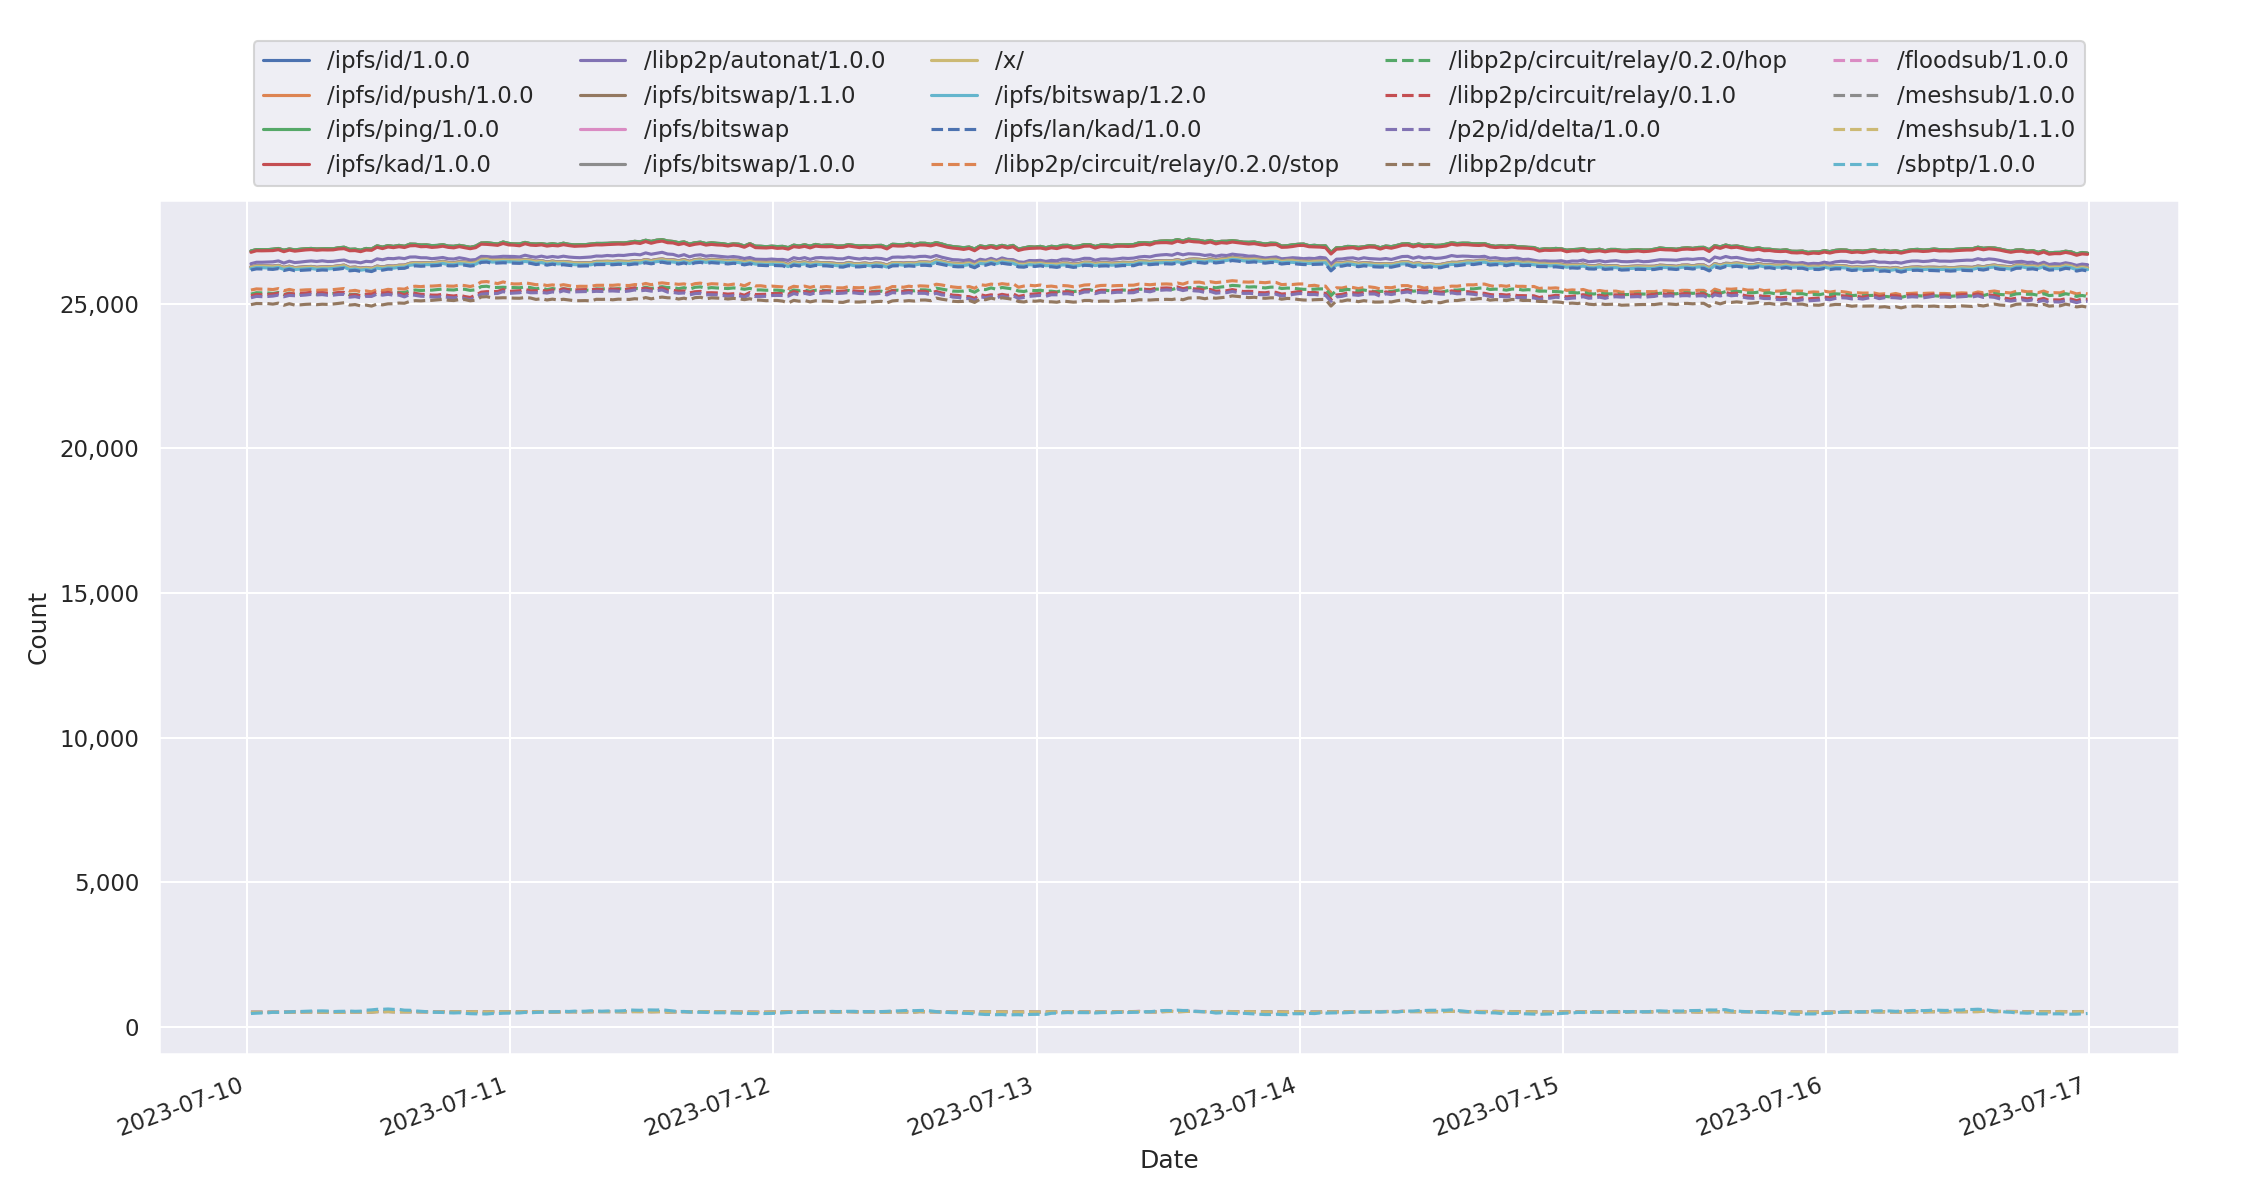 /ipfs/id/1.0.0
/ipfs/id/push/1.0.0
/ipfs/ping/1.0.0
/ipfs/kad/1.0.0
/libp2p/autonat/1.0.0
/ipfs/bitswap/1.1.0
/ipfs/bitswap
/ipfs/bitswap/1.0.0
/x/
/ipfs/bitswap/1.2.0
/ipfs/lan/kad/1.0.0
/libp2p/circuit/relay/0.2.0/stop
/libp2p/circuit/relay/0.2.0/hop
/libp2p/circuit/relay/0.1.0
/p2p/id/delta/1.0.0
/libp2p/dcutr
/floodsub/1.0.0
/meshsub/1.0.0
/meshsub/1.1.0
/sbptp/1.0.0
25,000
20,000
15,000
10,000
5,000
0
Count
2023-07-10
2023-07-11
2023-07-12
2023-07-13
2023-07-14
2023-07-15
2023-07-16
2023-07-17
Date